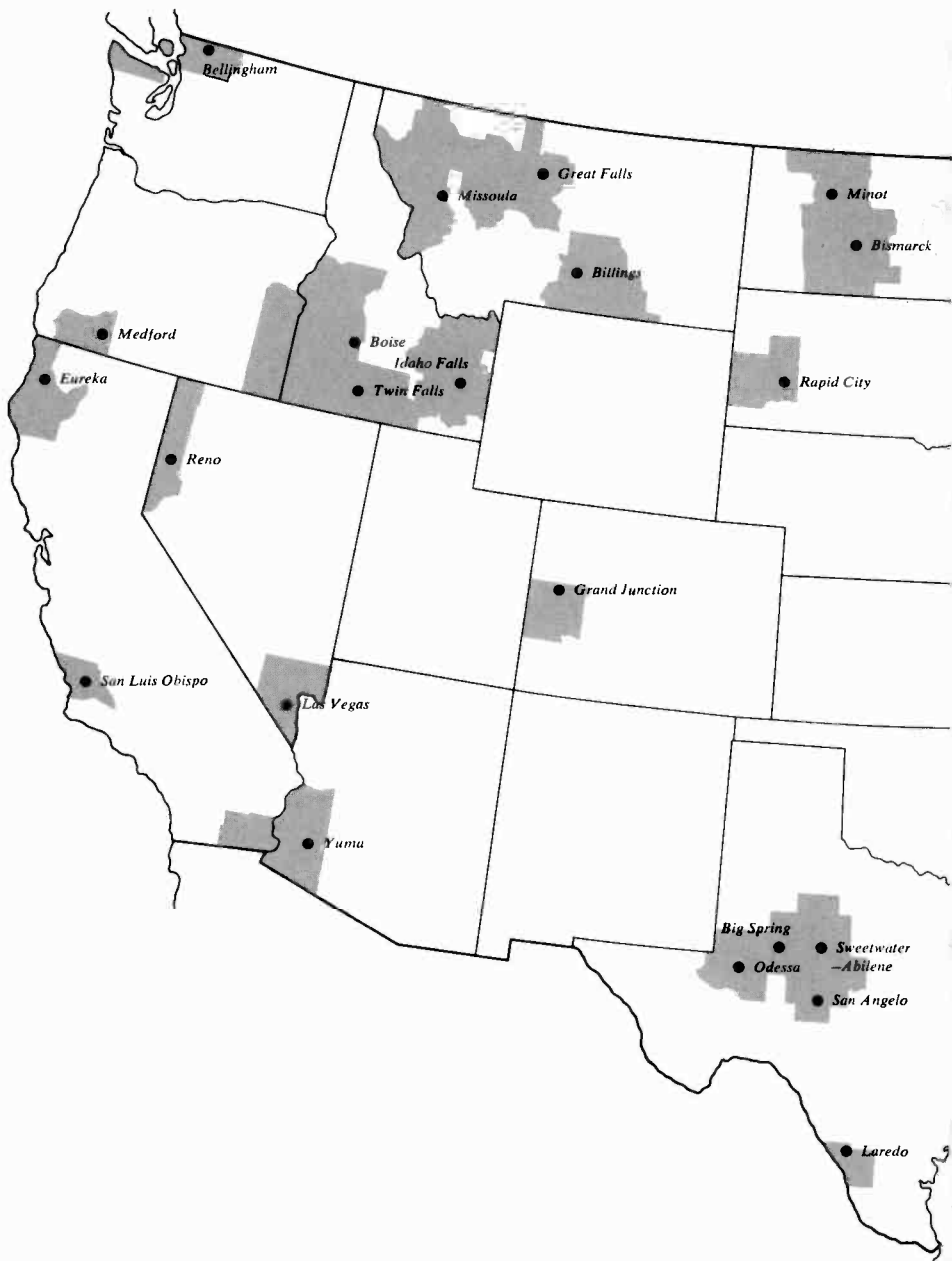 Bellingham
Great Falls
Missoula
Minot
Bismarck
Billings
Medford
Boise
Idaho Falls
Eureka
Twin Falls
Rapid City
Reno
Grand Junction
San Luis Obispo
Las Vegas
Yuma
Big Spring
Sweetwater
Odessa
–Abilene
San Angelo
Laredo